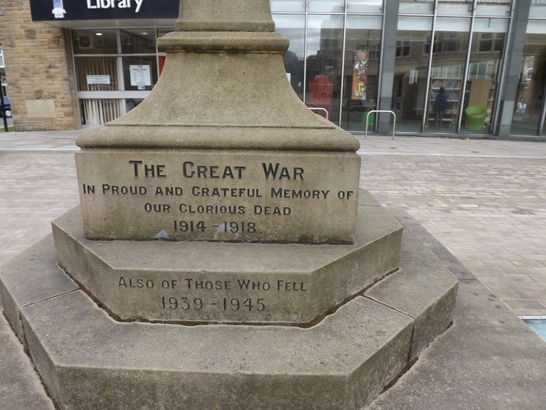 Library
THE GREAT WAR
IN PROUD AND GRATEFUL MEMORY OF
OUR GLORIOUS DEAD
1914 - 1918.
ALSO OF THOSE WHO FELL
1939 - 1945.